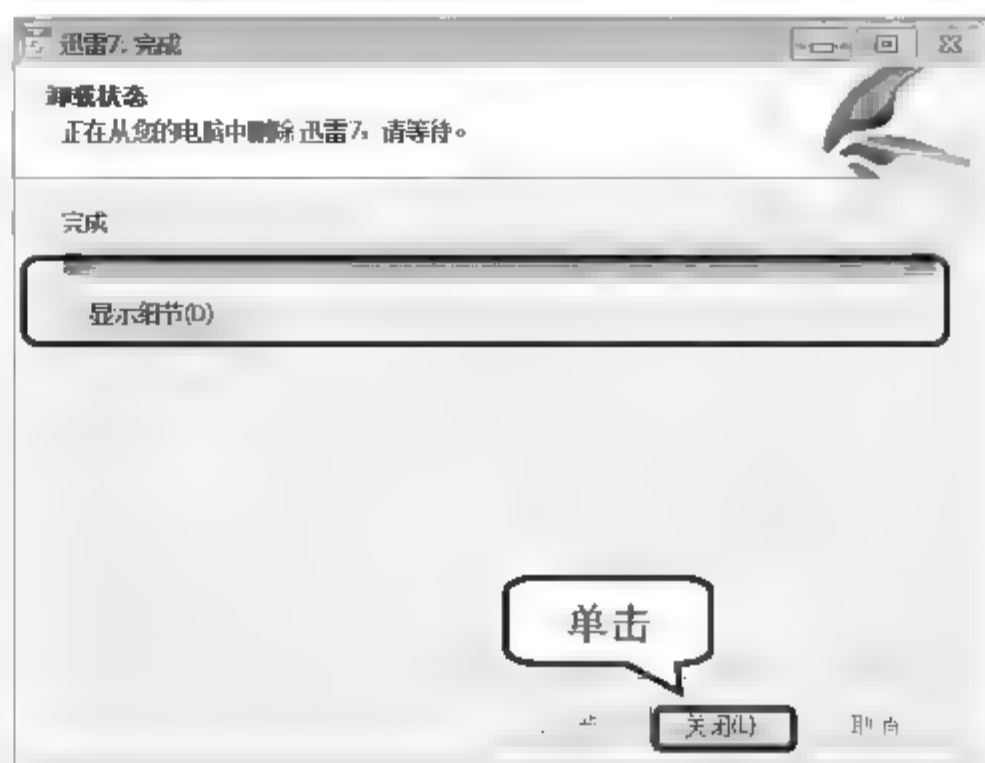 迅雷7: 完成
卸载状态
正在从您的电脑中删除 迅雷7，请等待。
完成
显示细节(D)
单击
关闭(L)